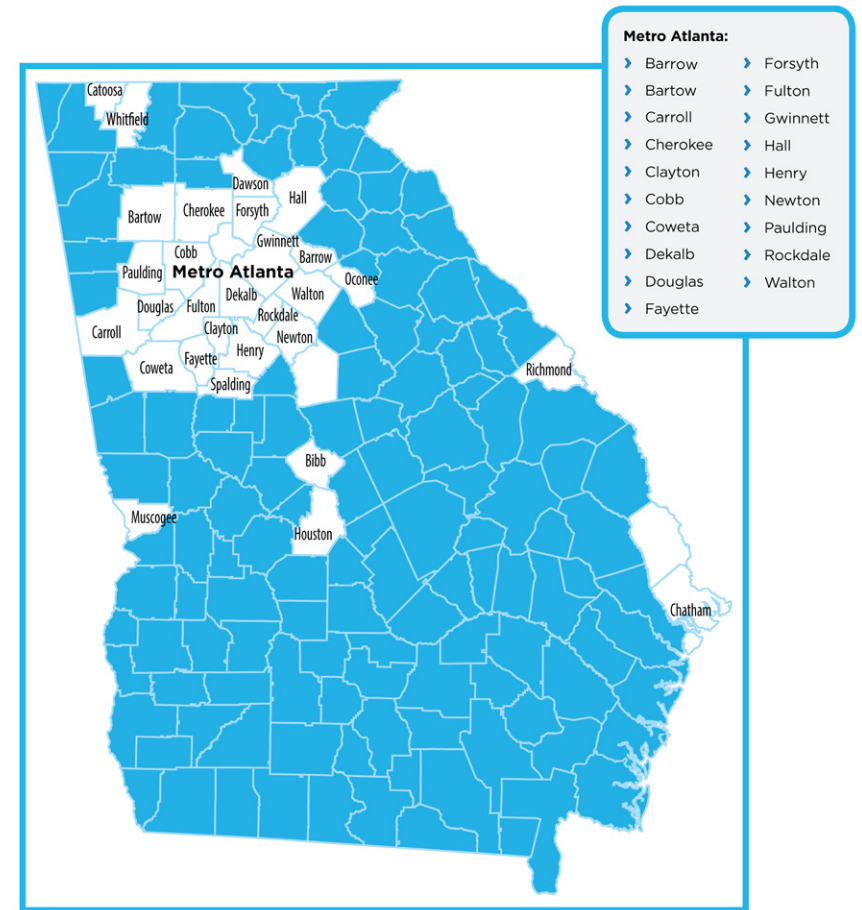 Metro Atlanta:
Barrow
Bartow
Carroll
Cherokee
Clayton
Cobb
Coweta
Dekalb
Douglas
Fayette
Forsyth
Fulton
Gwinnett
Hall
Henry
Newton
Paulding
Rockdale
Walton
Catoosa
Whitfield
Dawson
Hall
Bartow
Cherokee
Forsyth
Gwinnett
Cobb
Barrow
Paulding
Metro Atlanta
Oconee
Dekalb
Walton
Douglas
Fulton
Rockdale
Carroll
Clayton
Newton
Henry
Fayette
Coweta
Spalding
Richmond
Bibb
Muscogee
Houston
Chatham